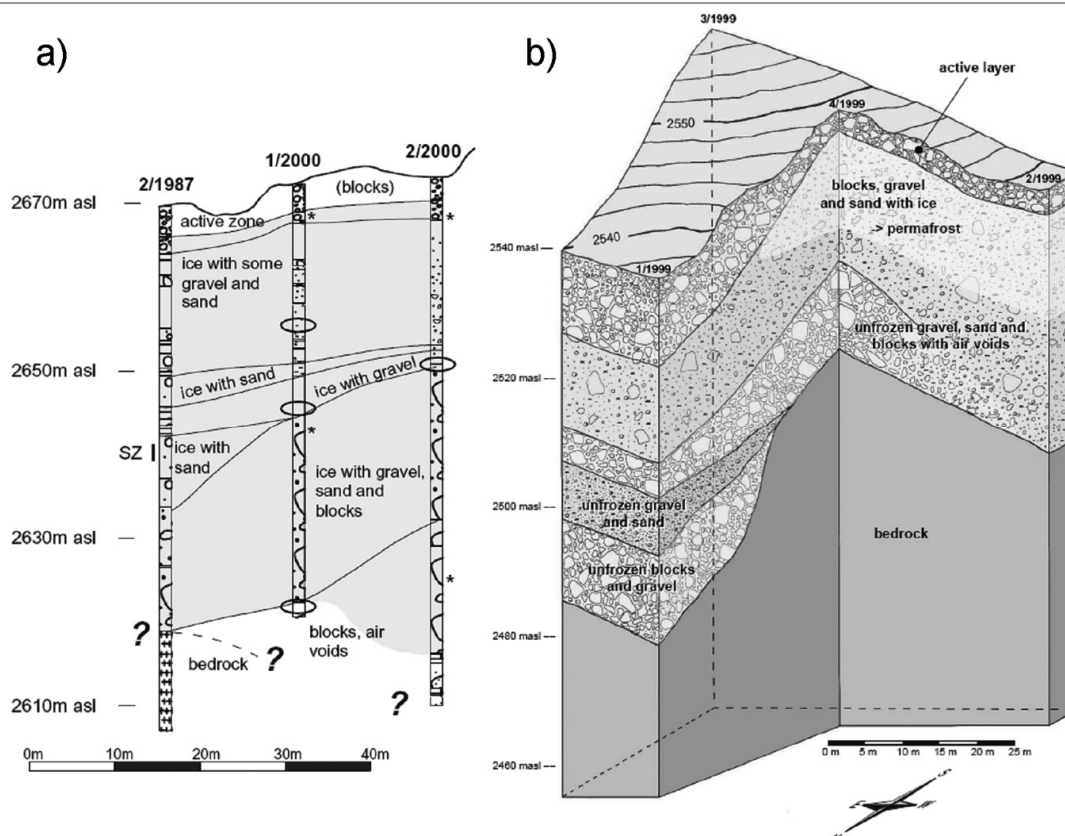 a)
2/1987
1/2000
2/2000
(blocks)
2670m asl
active zone
*
*
ice with some
gravel and
sand
2650m asl
ice with sand
ice with gravel
SZ
ice with
sand
*
ice with gravel,
sand and
blocks
2630m asl
*
?
blocks, air
voids
bedrock
?
?
2610m asl
0m
10m
20m
30m
40m
b)
3/1999
active layer
4/1999
2550
2/1999
blocks, gravel
and sand with ice
-> permafrost
2540 masl
2540
1/1999
unfrozen gravel, sand and
blocks with air voids
2520 masl
2500 masl
unfrozen gravel
and sand
bedrock
unfrozen blocks
and gravel
2480 masl
2460 masl
0 m
5 m
10 m
15 m
20 m
25 m
S
E
W